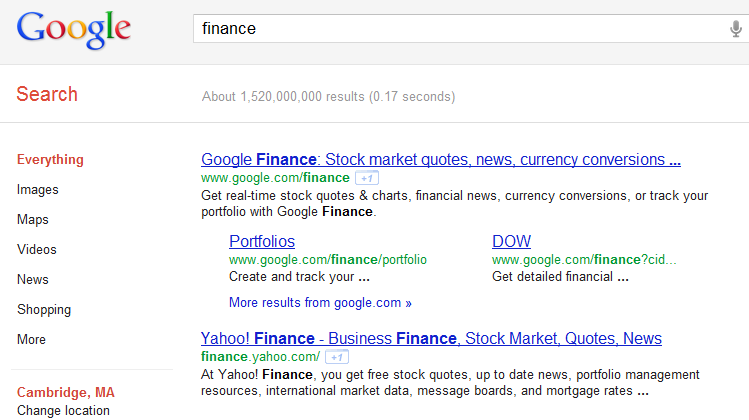 Google
finance
Search
About 1,520,000,000 results (0.17 seconds)
Everything
Images
Maps
Videos
News
Shopping
More
Cambridge, MA
Change location
Google Finance: Stock market quotes, news, currency conversions ...
www.google.com/finance +1
Get real-time stock quotes & charts, financial news, currency conversions, or track your
portfolio with Google Finance.
Portfolios
www.google.com/finance/portfolio
Create and track your ...
DOW
www.google.com/finance?cid...
Get detailed financial ...
More results from google.com »
Yahoo! Finance - Business Finance, Stock Market, Quotes, News
finance.yahoo.com/ +1
At Yahoo! Finance, you get free stock quotes, up to date news, portfolio management
resources, international market data, message boards, and mortgage rates ...